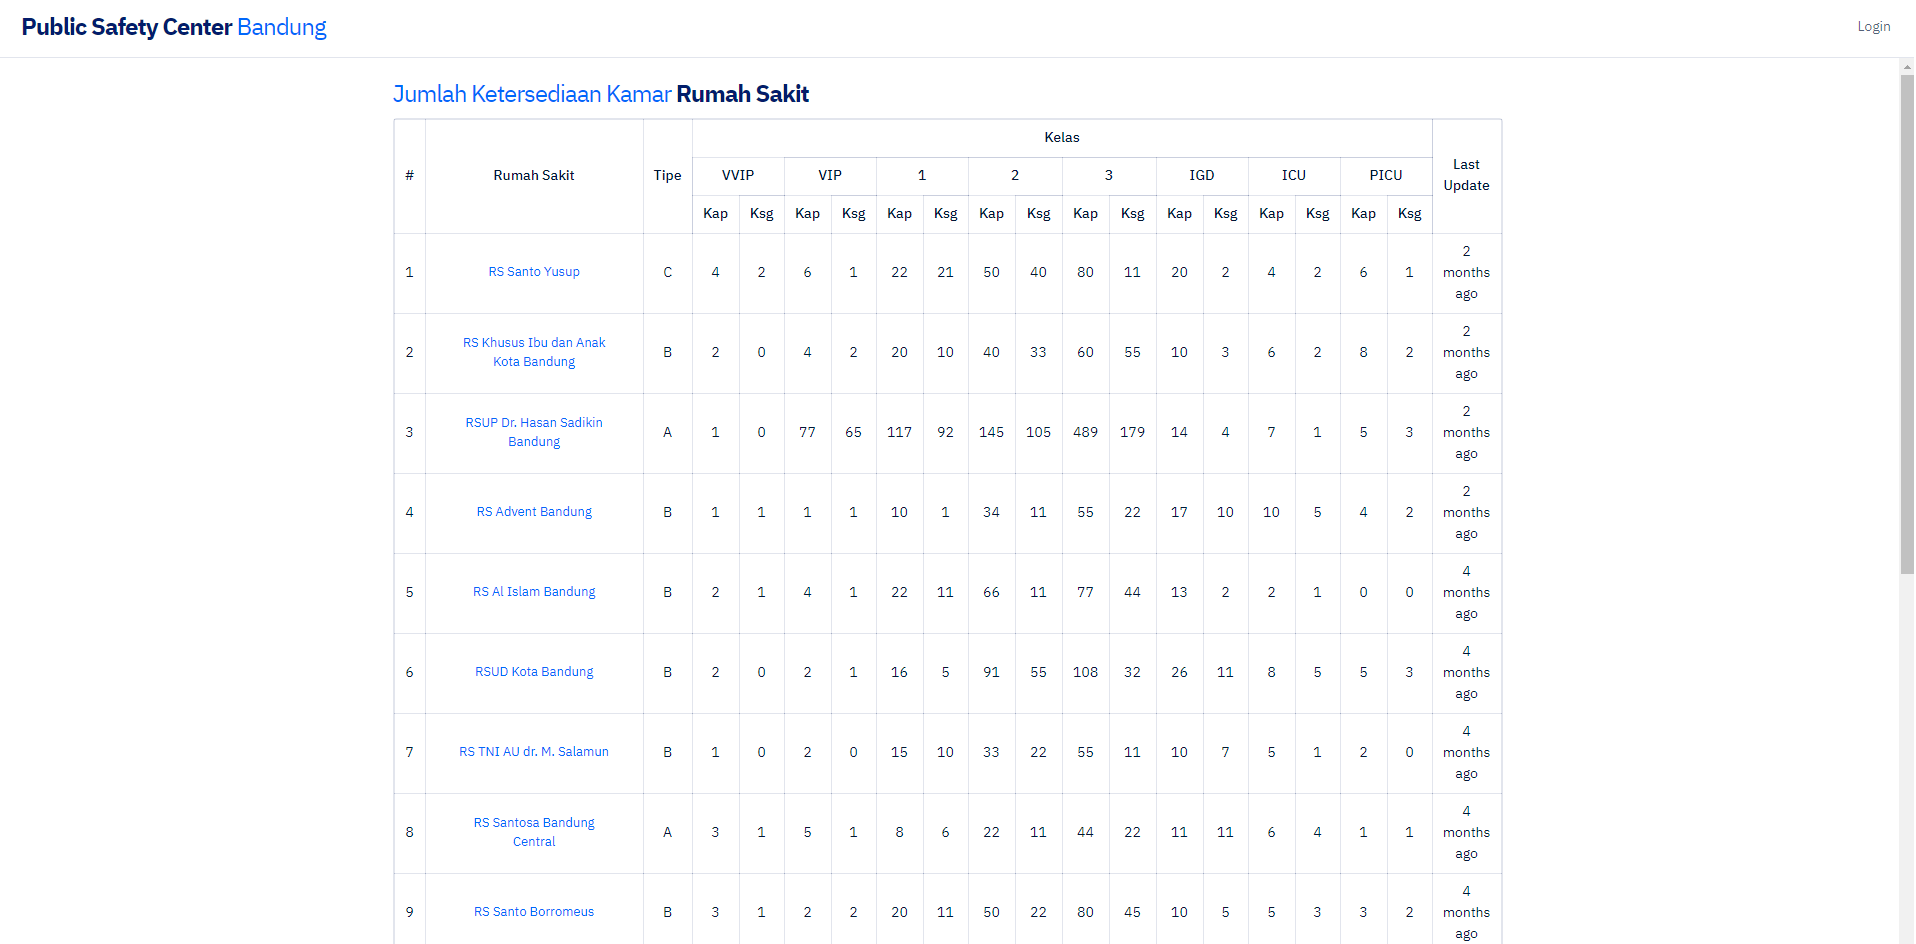 Public Safety Center Bandung
Login
Jumlah Ketersediaan Kamar Rumah Sakit
# Rumah Sakit Tipe Kelas Last Update
VVIP VIP 1 2 3 IGD ICU PICU
Kap Ksg Kap Ksg Kap Ksg Kap Ksg Kap Ksg Kap Ksg Kap Ksg Kap Ksg
1 RS Santo Yusup C 4 2 6 1 22 21 50 40 80 11 20 2 4 2 6 1 2 months ago
2 RS Khusus Ibu dan Anak Kota Bandung B 2 0 4 2 20 10 40 33 60 55 10 3 6 2 8 2 2 months ago
3 RSUP Dr. Hasan Sadikin Bandung A 1 0 77 65 117 92 145 105 489 179 14 4 7 1 5 3 2 months ago
4 RS Advent Bandung B 1 1 1 1 10 1 34 11 55 22 17 10 10 5 4 2 2 months ago
5 RS Al Islam Bandung B 2 1 4 1 22 11 66 11 77 44 13 2 2 1 0 0 4 months ago
6 RSUD Kota Bandung B 2 0 2 1 16 5 91 55 108 32 26 11 8 5 5 3 4 months ago
7 RS TNI AU dr. M. Salamun B 1 0 2 0 15 10 33 22 55 11 10 7 5 1 2 0 4 months ago
8 RS Santosa Bandung Central A 3 1 5 1 8 6 22 11 44 22 11 11 6 4 1 1 4 months ago
9 RS Santo Borromeus B 3 1 2 2 20 11 50 22 80 45 10 5 5 3 3 2 4 months ago